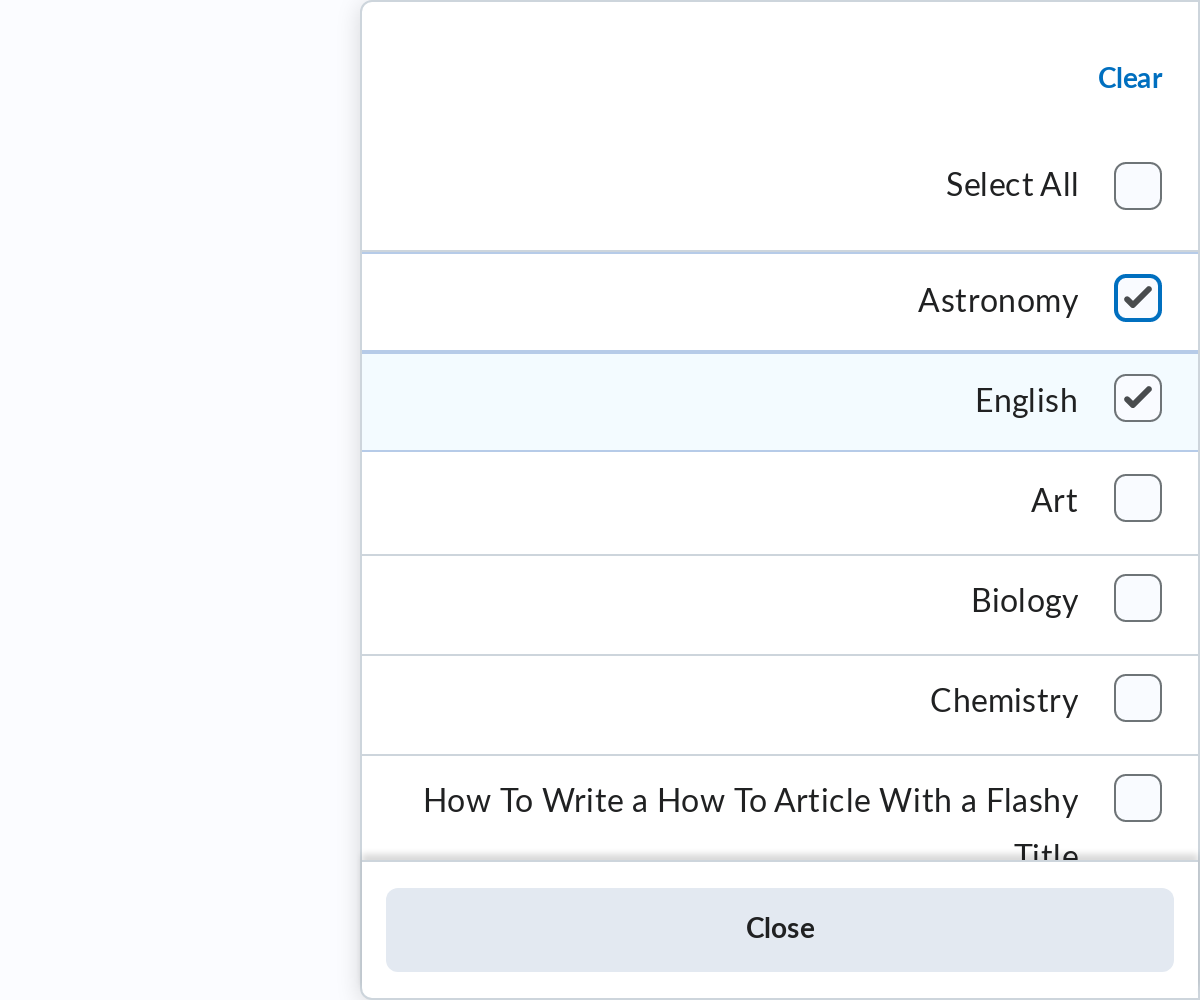 Clear
Select All
Astronomy
English
Art
Biology
Chemistry
How To Write a How To Article With a Flashy
Title
Close